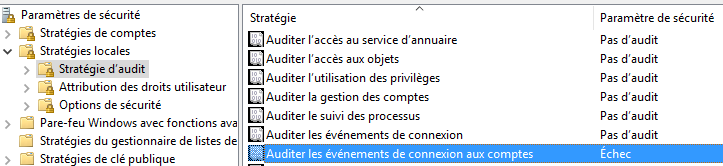 Paramètres de sécurité
Stratégies de comptes
Stratégies locales
Stratégie d'audit
Attribution des droits utilisateur
Options de sécurité
Pare-feu Windows avec fonctions ava
Stratégies du gestionnaire de listes de
Stratégies de clé publique
Stratégie Paramètre de sécurité
Auditer l'accès au service d'annuaire Pas d'audit
Auditer l'accès aux objets Pas d'audit
Auditer l'utilisation des privilèges Pas d'audit
Auditer la gestion des comptes Pas d'audit
Auditer le suivi des processus Pas d'audit
Auditer les événements de connexion Pas d'audit
Auditer les événements de connexion aux comptes Échec